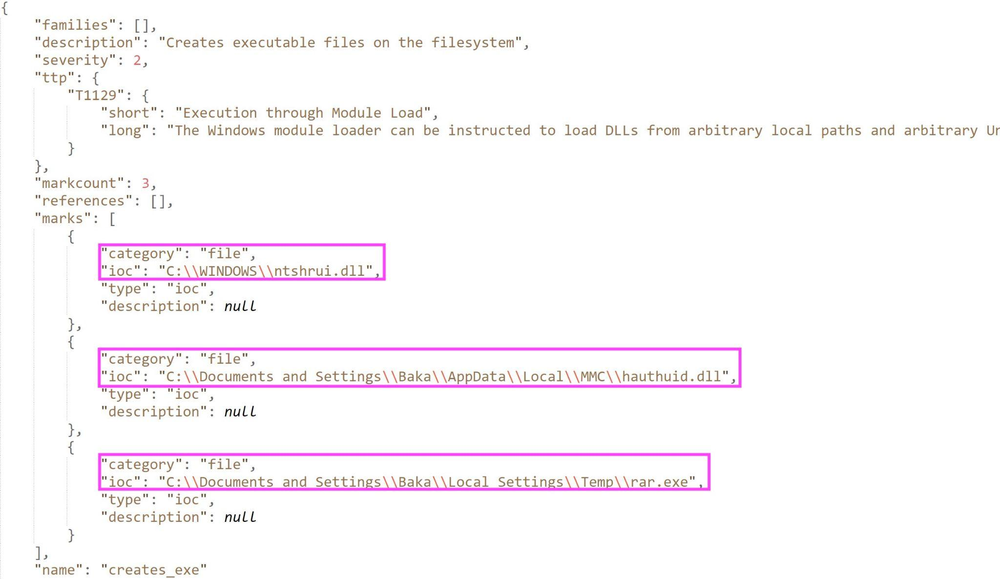 {
"families": [],
"description": "Creates executable files on the filesystem",
"severity": 2,
"ttp": {
"T1129": {
"short": "Execution through Module Load",
"long": "The Windows module loader can be instructed to load DLLs from arbitrary local paths and arbitrary
}
},
"markcount": 3,
"references": [],
"marks": [
{
"category": "file",
"ioc": "C:\\WINDOWS\\ntshrui.dll",
"type": "ioc",
"description": null
},
{
"category": "file",
"ioc": "C:\\Documents and Settings\\Baka\\AppData\\Local\\MMC\\hauthuid.dll",
"type": "ioc",
"description": null
},
{
"category": "file",
"ioc": "C:\\Documents and Settings\\Baka\\Local Settings\\Temp\\rar.exe",
"type": "ioc",
"description": null
}
],
"name": "creates_exe"